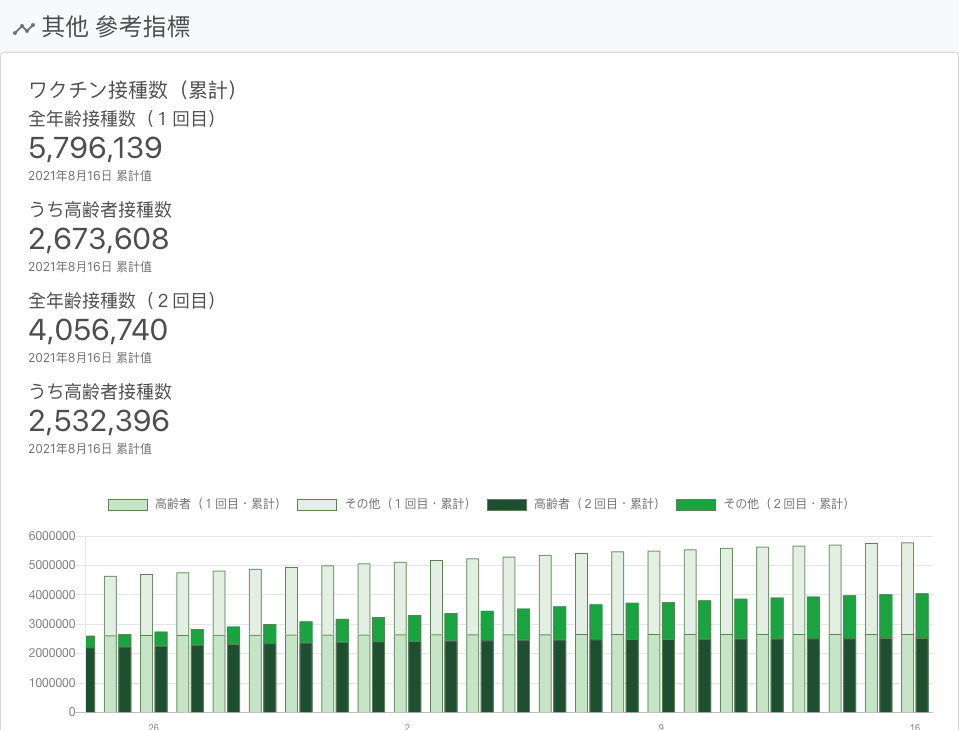 其他 參考指標
ワクチン接種数（累計）
全年齢接種数（１回目）
5,796,139
2021年8月16日 累計值
うち高齢者接種数
2,673,608
2021年8月16日 累計值
全年齢接種数（２回目）
4,056,740
2021年8月16日 累計值
うち高齢者接種数
2,532,396
2021年8月16日 累計值
高齢者（１回目・累計） その他（１回目・累計） 高齢者（２回目・累計） その他（２回目・累計）
6000000
5000000
4000000
3000000
2000000
1000000
0
26 2 9 16